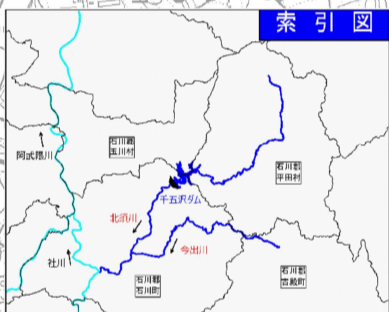 索引図
石川郡
玉川村
阿武隈川
石川郡
平田村
千五沢ダム
北須川
今出川
社川
石川郡
石川町
石川郡
古殿町